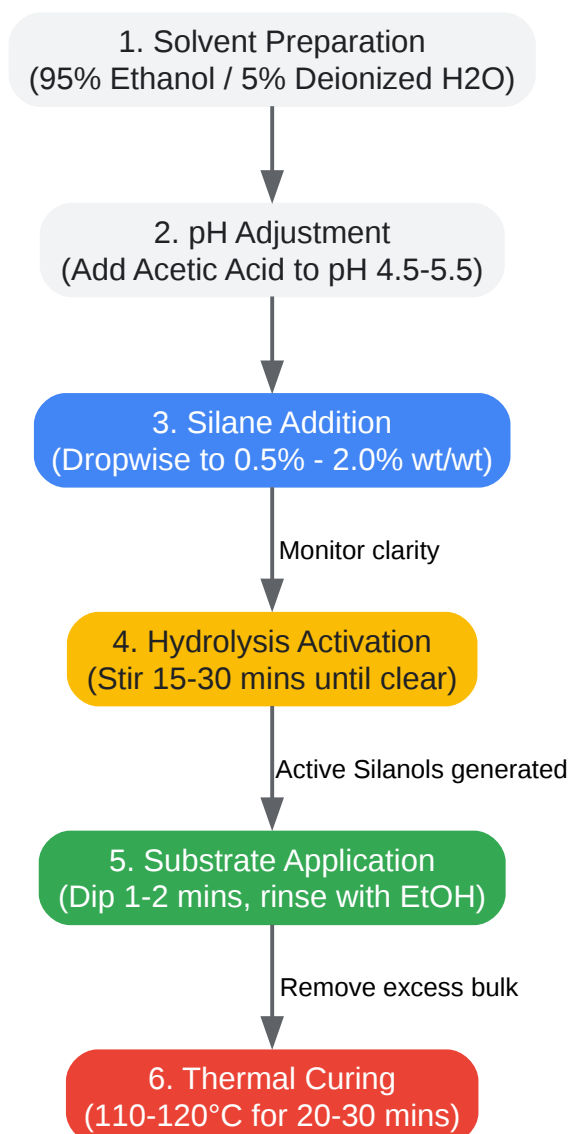 1. Solvent Preparation
(95% Ethanol / 5% Deionized H2O)
2. pH Adjustment
(Add Acetic Acid to pH 4.5-5.5)
3. Silane Addition
(Dropwise to 0.5% - 2.0% wt/wt)
Monitor clarity
4. Hydrolysis Activation
(Stir 15-30 mins until clear)
Active Silanols generated
5. Substrate Application
(Dip 1-2 mins, rinse with EtOH)
Remove excess bulk
6. Thermal Curing
(110-120°C for 20-30 mins)